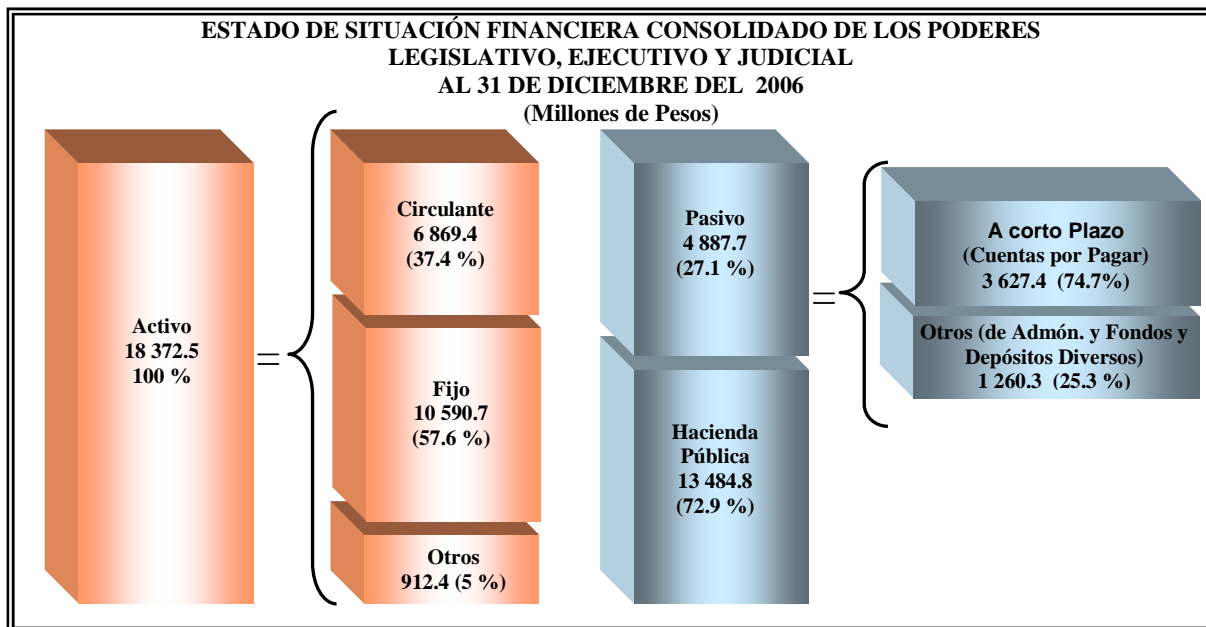 ESTADO DE SITUACIÓN FINANCIERA CONSOLIDADO DE LOS PODERES
LEGISLATIVO, EJECUTIVO Y JUDICIAL
AL 31 DE DICIEMBRE DEL 2006
(Millones de Pesos)
Activo
18 372.5
100 %
=
Circulante
6 869.4
(37.4 %)
Fijo
10 590.7
(57.6 %)
Otros
912.4 (5 %)
Pasivo
4 887.7
(27.1 %)
Hacienda
Pública
13 484.8
(72.9 %)
=
A corto Plazo
(Cuentas por Pagar)
3 627.4 (74.7%)
Otros (de Admón. y Fondos y
Depósitos Diversos)
1 260.3 (25.3 %)